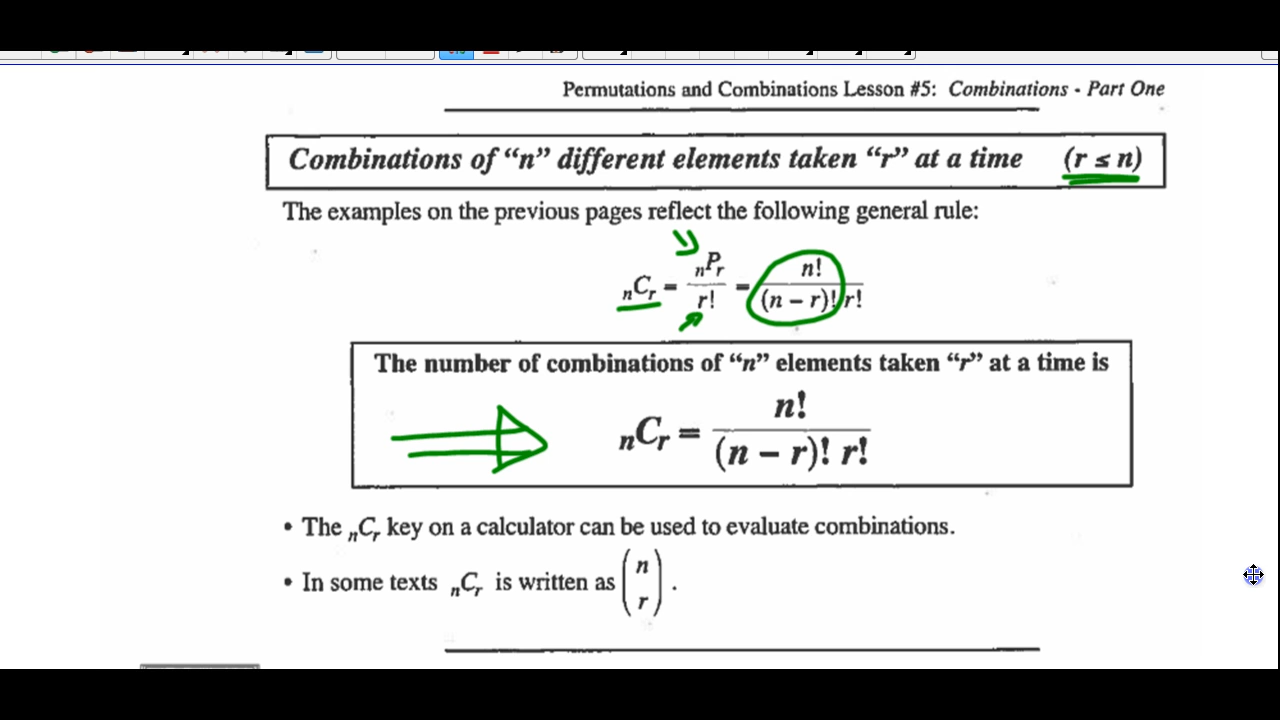 Permutations and Combinations Lesson #5: Combinations - Part One
Combinations of “n” different elements taken “r” at a time (r ≤ n)
The examples on the previous pages reflect the following general rule:
nCr = nPr / r! = n! / (n – r)! r!
The number of combinations of “n” elements taken “r” at a time is
nCr = n! / (n – r)! r!
• The nCr key on a calculator can be used to evaluate combinations.
• In some texts nCr is written as (n r) .